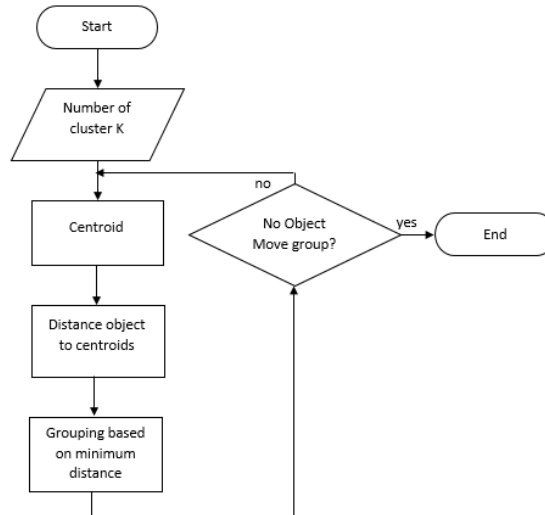 Start
Number of
cluster K
no
Centroid
No Object
Move group?
yes
End
Distance object
to centroids
Grouping based
on minimum
distance